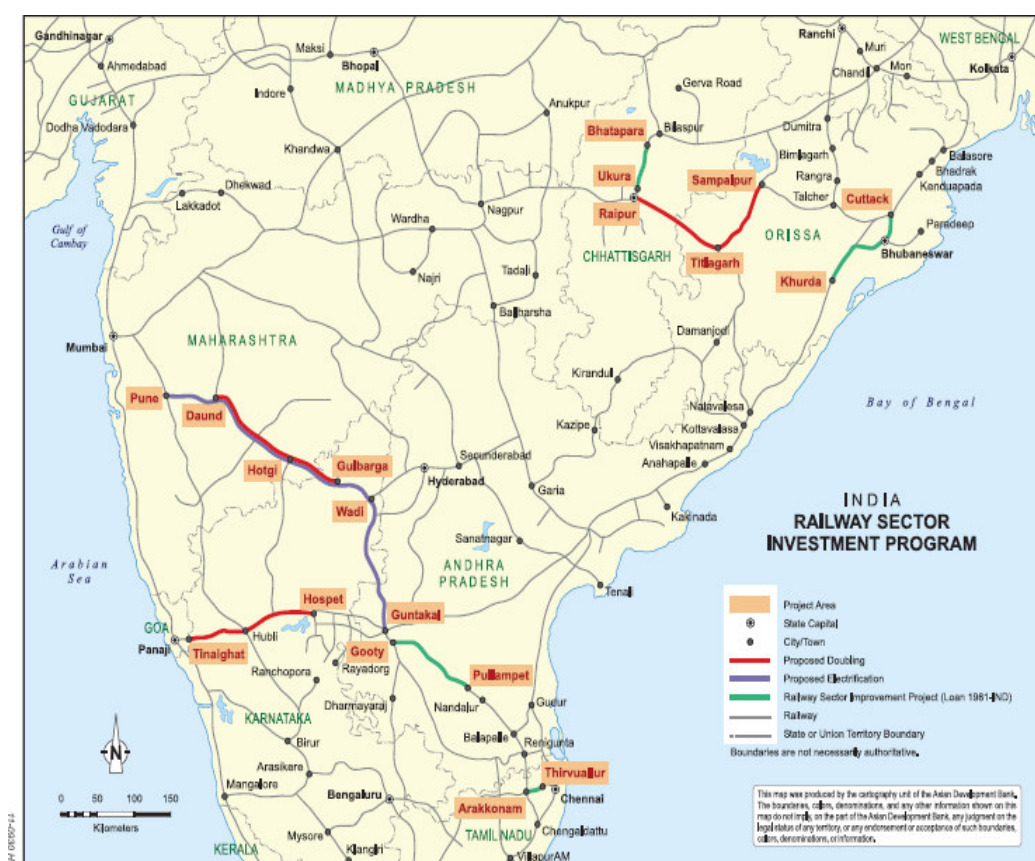 Gandhinagar
Ahmedabad
GUJARAT
Dodha Vadodara
Maksi
Bhopal
Indore
MADHYA PRADESH
Khandwa
Anukpur
Gerva Road
Ranchi
Muri
Chandil
Mon
WEST BENGAL
Kolkata
Bhatapara
Bilaspur
Dumitra
Bimlagarh
Balasore
Bhadrak
Kenduapada
Ukura
Sampalpur
Rangra
Talcher
Cuttack
Raipur
Paradeep
ORISSA
Bhubaneswar
CHHATTISGARH
Titlagarh
Khurda
Dhekwad
Lakkadot
Gulf of
Cambay
Nagpur
Wardha
Najri
Tadali
Balharsha
Mumbai
MAHARASHTRA
Damanjodi
Kirandul
Pune
Daund
Kazipe
Natavalesa
Kottavalasa
Visakhapatnam
Anahapalle
Bay of Bengal
Hotgi
Gulbarga
Secunderabad
Hyderabad
Wadi
Garia
Kakinada
Sanatnagar
Arabian
Sea
ANDHRA
PRADESH
Tenali
Hospet
Guntakal
GOA
Panaji
Tinaighat
Hubli
Gooty
Rayadorg
Ranchopora
Pullampet
Dharmayaraj
Nandalur
Gudur
KARNATAKA
Birur
Balapalle
Renigunta
Arasikere
Thirvuallur
Mangalore
Bengaluru
Arakkonam
Chennai
Mysore
TAMIL NADU
Chengaldattu
KERALA
Klangiri
VillapurAM
INDIA
RAILWAY SECTOR
INVESTMENT PROGRAM
Project Area
State Capital
City/Town
Proposed Doubling
Proposed Electrification
Railway Sector Improvement Project (Loan 1981-IND)
Railway
State or Union Territory Boundary
Boundaries are not necessarily authoritative.
This map was produced by the cartography unit of the Asian Development Bank.
The boundaries, colors, denominations, and any other information shown on this
map do not imply, on the part of the Asian Development Bank, any judgment on the
legal status of any territory, or any endorsement or acceptance of such boundaries,
colors, denominations, or information.
N
0 50 100 150
Kilometers